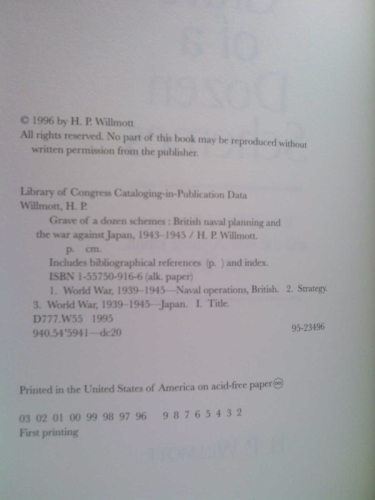 © 1996 by H. P. Willmott
All rights reserved. No part of this book may be reproduced without
written permission from the publisher.
Library of Congress Cataloging-in-Publication Data
Willmott, H. P.
Grave of a dozen schemes : British naval planning and
the war against Japan, 1943–1945 / H. P. Willmott.
p. cm.
Includes bibliographical references (p. ) and index.
ISBN 1-55750-916-6 (alk. paper)
1. World War, 1939–1945—Naval operations, British. 2. Strategy
3. World War, 1939–1945—Japan. I. Title.
D777.W55 1995
940.54'5941—dc20 95-23496
Printed in the United States of America on acid-free paper ∞
03 02 01 00 99 98 97 96 9 8 7 6 5 4 3 2
First printing